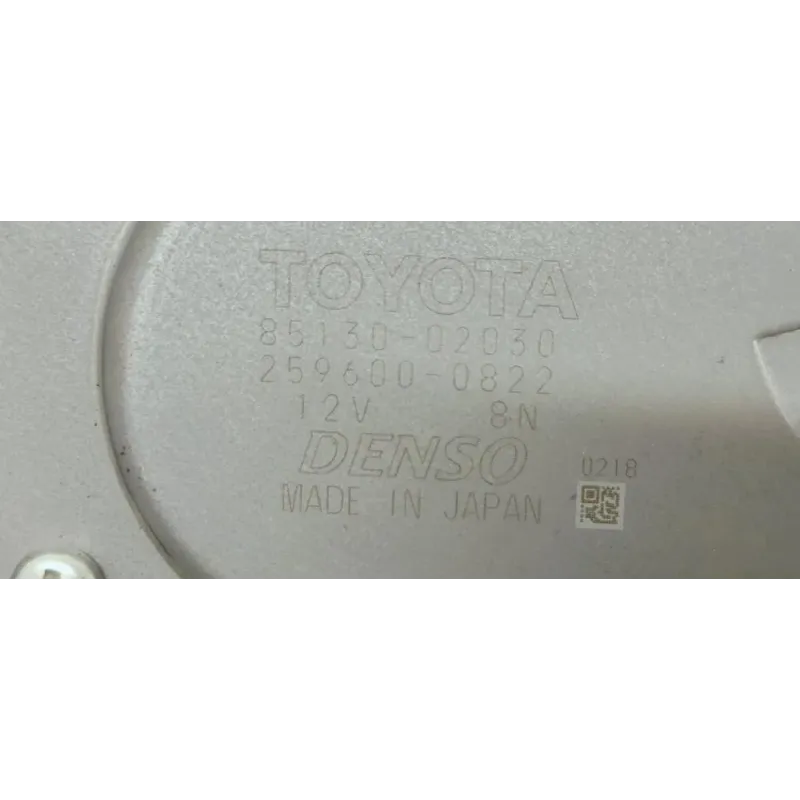 TOYOTA
85130-02030
259600-0822
12V 8N
DENSO
0218
MADE IN JAPAN